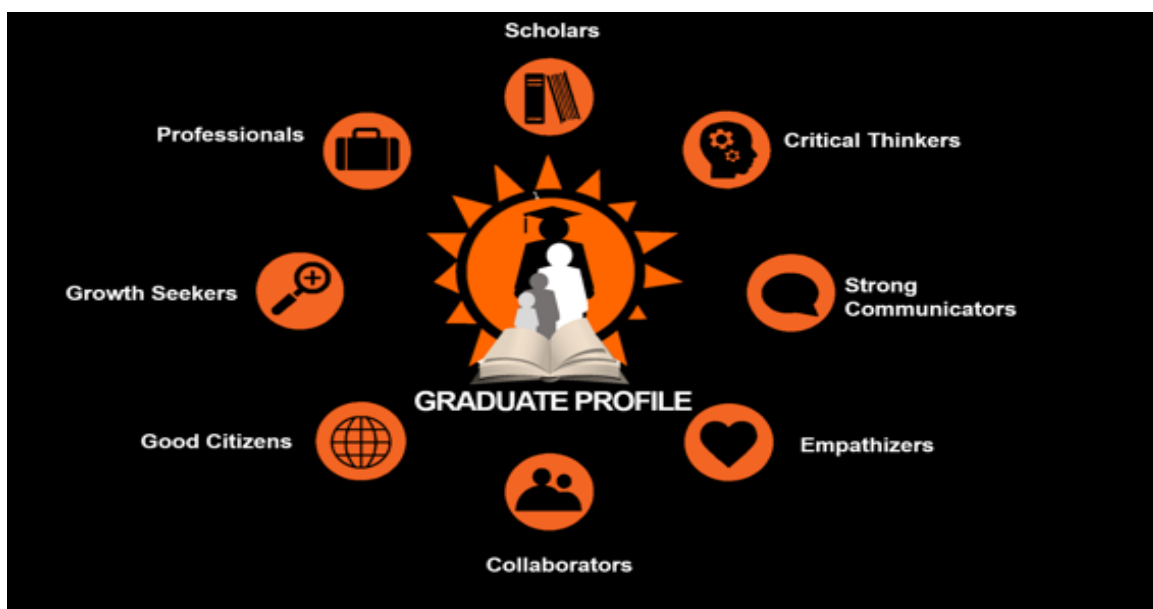 Scholars
Professionals
Critical Thinkers
Growth Seekers
Strong
Communicators
GRADUATE PROFILE
Good Citizens
Empathizers
Collaborators